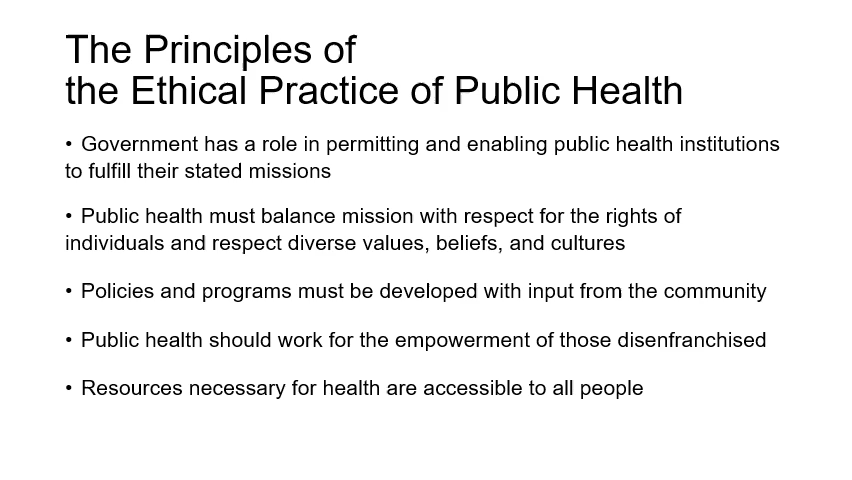 The Principles of
the Ethical Practice of Public Health
• Government has a role in permitting and enabling public health institutions
to fulfill their stated missions
• Public health must balance mission with respect for the rights of
individuals and respect diverse values, beliefs, and cultures
• Policies and programs must be developed with input from the community
• Public health should work for the empowerment of those disenfranchised
• Resources necessary for health are accessible to all people